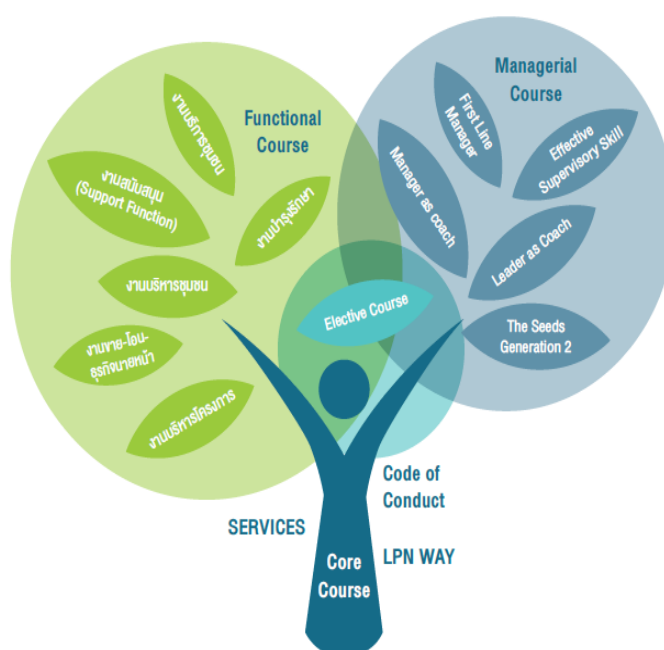 Functional
Course
งานบริการชุมชน
งานสนับสนุน
(Support Function)
งานบำรุงรักษา
งานบริหารชุมชน
งานขาย-โอน-
ธุรกิจนายหน้า
งานบริหารโครงการ
Managerial
Course
First Line
Manager
Effective
Supervisory Skill
Manager as coach
Leader as Coach
The Seeds
Generation 2
Elective Course
Code of
Conduct
SERVICES
LPN WAY
Core
Course